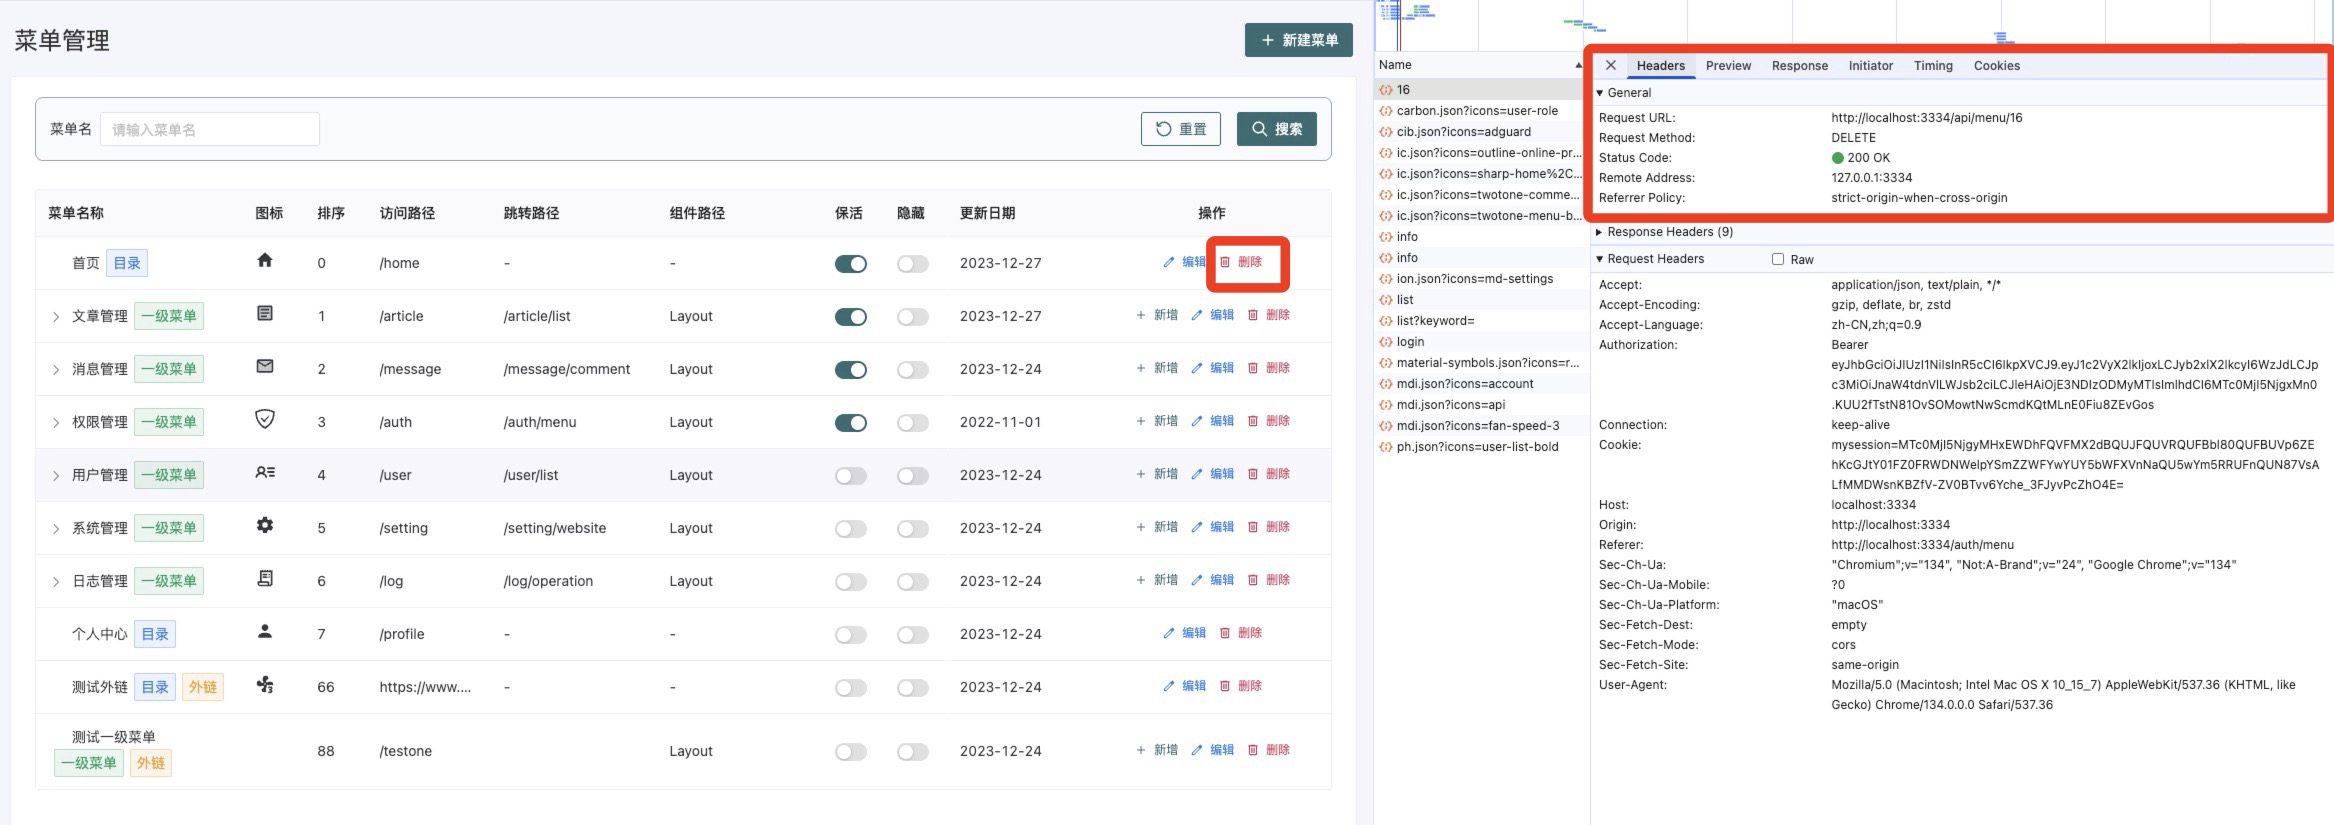 菜单管理
+ 新建菜单
菜单名 请输入菜单名 重置 搜索
菜单名称 图标 排序 访问路径 跳转路径 组件路径 保活 隐藏 更新日期 操作
首页 目录 0 /home - - 2023-12-27 编辑 删除
文章管理 一级菜单 1 /article /article/list Layout 2023-12-27 + 新增 编辑 删除
消息管理 一级菜单 2 /message /message/comment Layout 2023-12-24 + 新增 编辑 删除
权限管理 一级菜单 3 /auth /auth/menu Layout 2022-11-01 + 新增 编辑 删除
用户管理 一级菜单 4 /user /user/list Layout 2023-12-24 + 新增 编辑 删除
系统管理 一级菜单 5 /setting /setting/website Layout 2023-12-24 + 新增 编辑 删除
日志管理 一级菜单 6 /log /log/operation Layout 2023-12-24 + 新增 编辑 删除
个人中心 目录 7 /profile - - 2023-12-24 编辑 删除
测试外链 目录 外链 66 https://www.... - - 2023-12-24 编辑 删除
测试一级菜单
一级菜单 外链 88 /testone Layout 2023-12-24 + 新增 编辑 删除
Name
16
carbon.json?icons=user-role
cib.json?icons=adguard
ic.json?icons=outline-online-pr...
ic.json?icons=sharp-home%2C...
ic.json?icons=twotone-comme...
ic.json?icons=twotone-menu-b...
info
info
ion.json?icons=md-settings
list
list?keyword=
login
material-symbols.json?icons=r...
mdi.json?icons=account
mdi.json?icons=api
mdi.json?icons=fan-speed-3
ph.json?icons=user-list-bold
Headers Preview Response Initiator Timing Cookies
General
Request URL: http://localhost:3334/api/menu/16
Request Method: DELETE
Status Code: 200 OK
Remote Address: 127.0.0.1:3334
Referrer Policy: strict-origin-when-cross-origin
Response Headers (9)
Request Headers Raw
Accept: application/json, text/plain, */*
Accept-Encoding: gzip, deflate, br, zstd
Accept-Language: zh-CN,zh;q=0.9
Authorization: Bearer
Connection: keep-alive
Cookie:
Host: localhost:3334
Origin: http://localhost:3334
Referer: http://localhost:3334/auth/menu
Sec-Ch-Ua: "Chromium";v="134", "Not:A-Brand";v="24", "Google Chrome";v="134"
Sec-Ch-Ua-Mobile: ?0
Sec-Ch-Ua-Platform: "macOS"
Sec-Fetch-Dest: empty
Sec-Fetch-Mode: cors
Sec-Fetch-Site: same-origin
User-Agent: Mozilla/5.0 (Macintosh; Intel Mac OS X 10_15_7) AppleWebKit/537.36 (KHTML, like
Gecko) Chrome/134.0.0.0 Safari/537.36